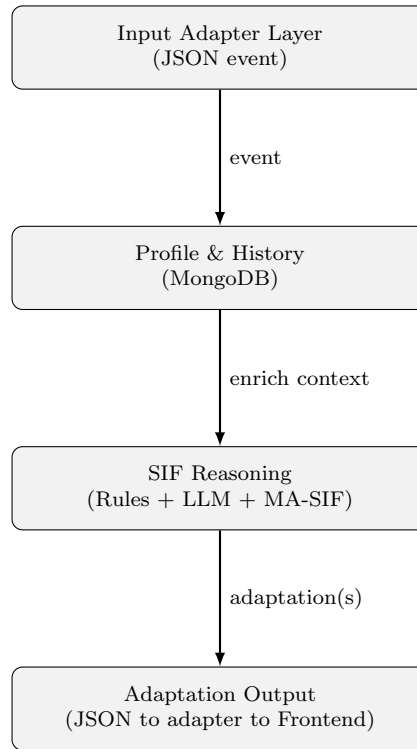 Input Adapter Layer
(JSON event)
event
Profile & History
(MongoDB)
enrich context
SIF Reasoning
(Rules + LLM + MA-SIF)
adaptation(s)
Adaptation Output
(JSON to adapter to Frontend)